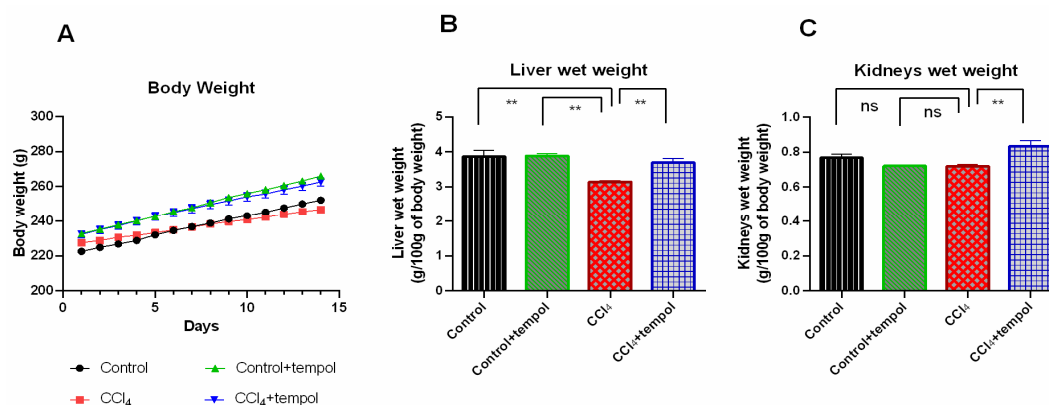 A
Body Weight
Body weight (g)
300
280
260
240
220
200
0
5
10
15
Days
Control
Control+tempol
CCl₄
CCl₄+tempol
B
Liver wet weight
**
**
**
Liver wet weight
(g/100g of body weight)
5
4
3
2
1
0
Control
Control+tempol
CCl₄
CCl₄+tempol
C
Kidneys wet weight
ns
ns
**
Kidneys wet weight
(g/100g of body weight)
1.0
0.8
0.6
0.4
0.2
0.0
Control
Control+tempol
CCl₄
CCl₄+tempol